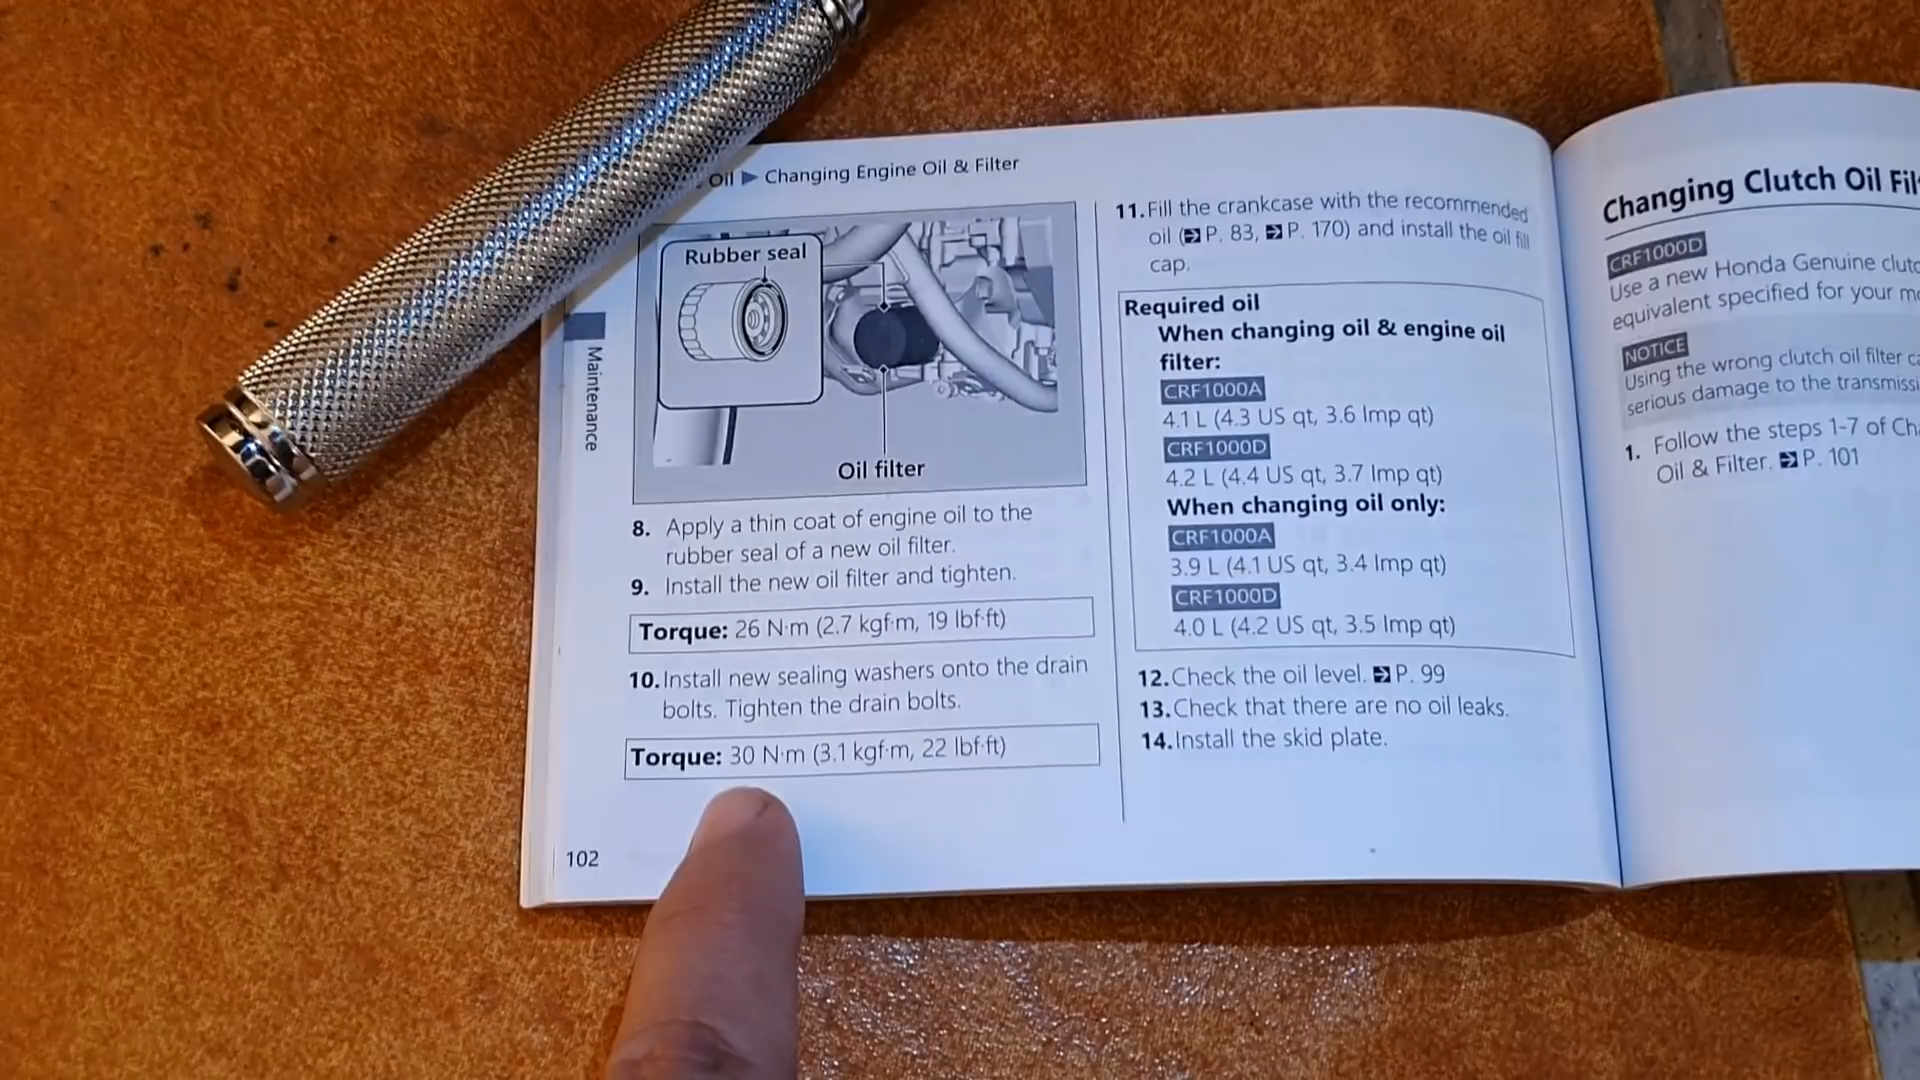 Oil ▶ Changing Engine Oil & Filter
Maintenance
Rubber seal
Oil filter
8. Apply a thin coat of engine oil to the
rubber seal of a new oil filter.
9. Install the new oil filter and tighten.
Torque: 26 N·m (2.7 kgf·m, 19 lbf·ft)
10. Install new sealing washers onto the drain
bolts. Tighten the drain bolts.
Torque: 30 N·m (3.1 kgf·m, 22 lbf·ft)
102
11. Fill the crankcase with the recommended
oil (➔ P. 83, ➔ P. 170) and install the oil fill
cap.
Required oil
When changing oil & engine oil
filter:
CRF1000A
4.1 L (4.3 US qt, 3.6 Imp qt)
CRF1000D
4.2 L (4.4 US qt, 3.7 Imp qt)
When changing oil only:
CRF1000A
3.9 L (4.1 US qt, 3.4 Imp qt)
CRF1000D
4.0 L (4.2 US qt, 3.5 Imp qt)
12. Check the oil level. ➔ P. 99
13. Check that there are no oil leaks.
14. Install the skid plate.
Changing Clutch Oil
CRF1000D
Use a new Honda Genuine
equivalent specified for your
NOTICE
Using the wrong clutch oil filter
serious damage to the
1. Follow the steps 1-7 of
Oil & Filter. ➔ P. 101